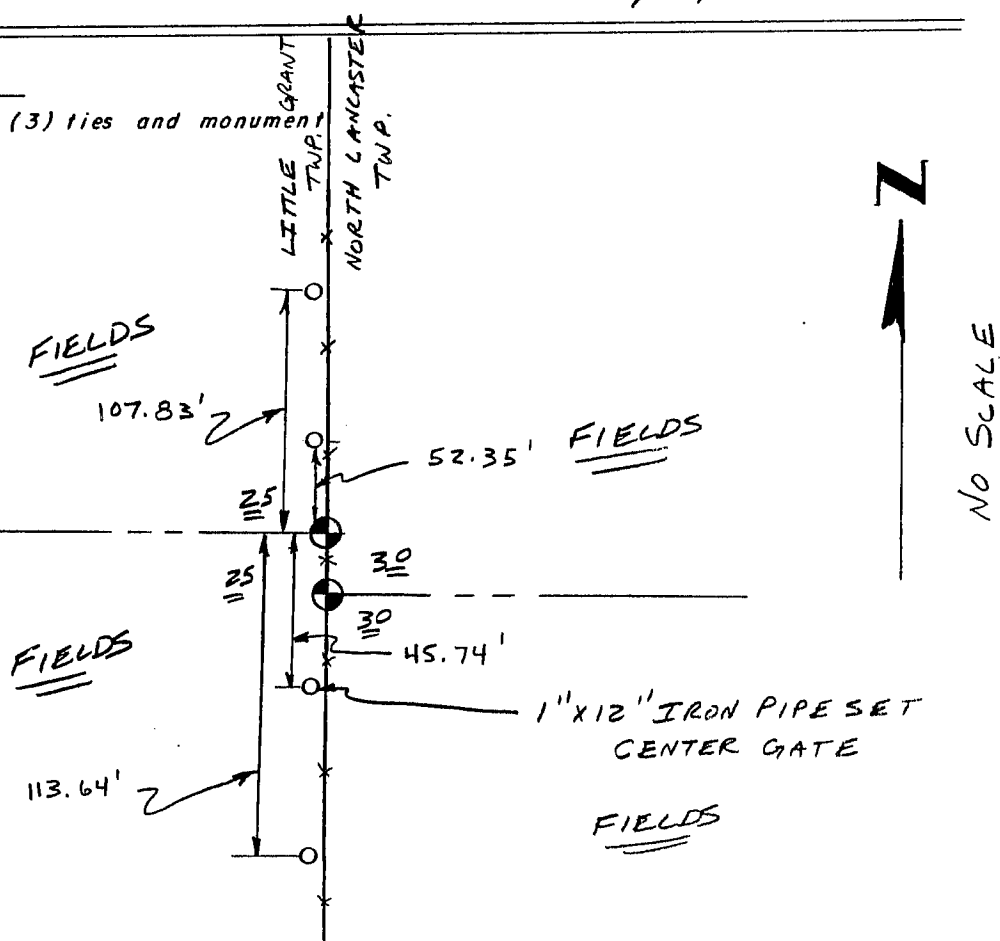 (3) ties and monument
LITTLE GRANT
TWP.
NORTH LANCASTER
TWP.
N
NO SCALE
FIELDS
107.83'
52.35'
FIELDS
25
25
30
30
FIELDS
45.74'
1"X12" IRON PIPE SET
CENTER GATE
113.64'
FIELDS